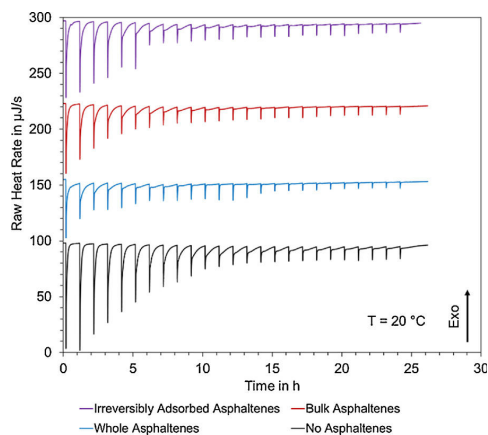 300
250
200
150
100
50
0
Raw Heat Rate in µJ/s
T = 20 °C
Exo
0 5 10 15 20 25 30
Time in h
Irreversibly Adsorbed Asphaltenes Bulk Asphaltenes
Whole Asphaltenes No Asphaltenes